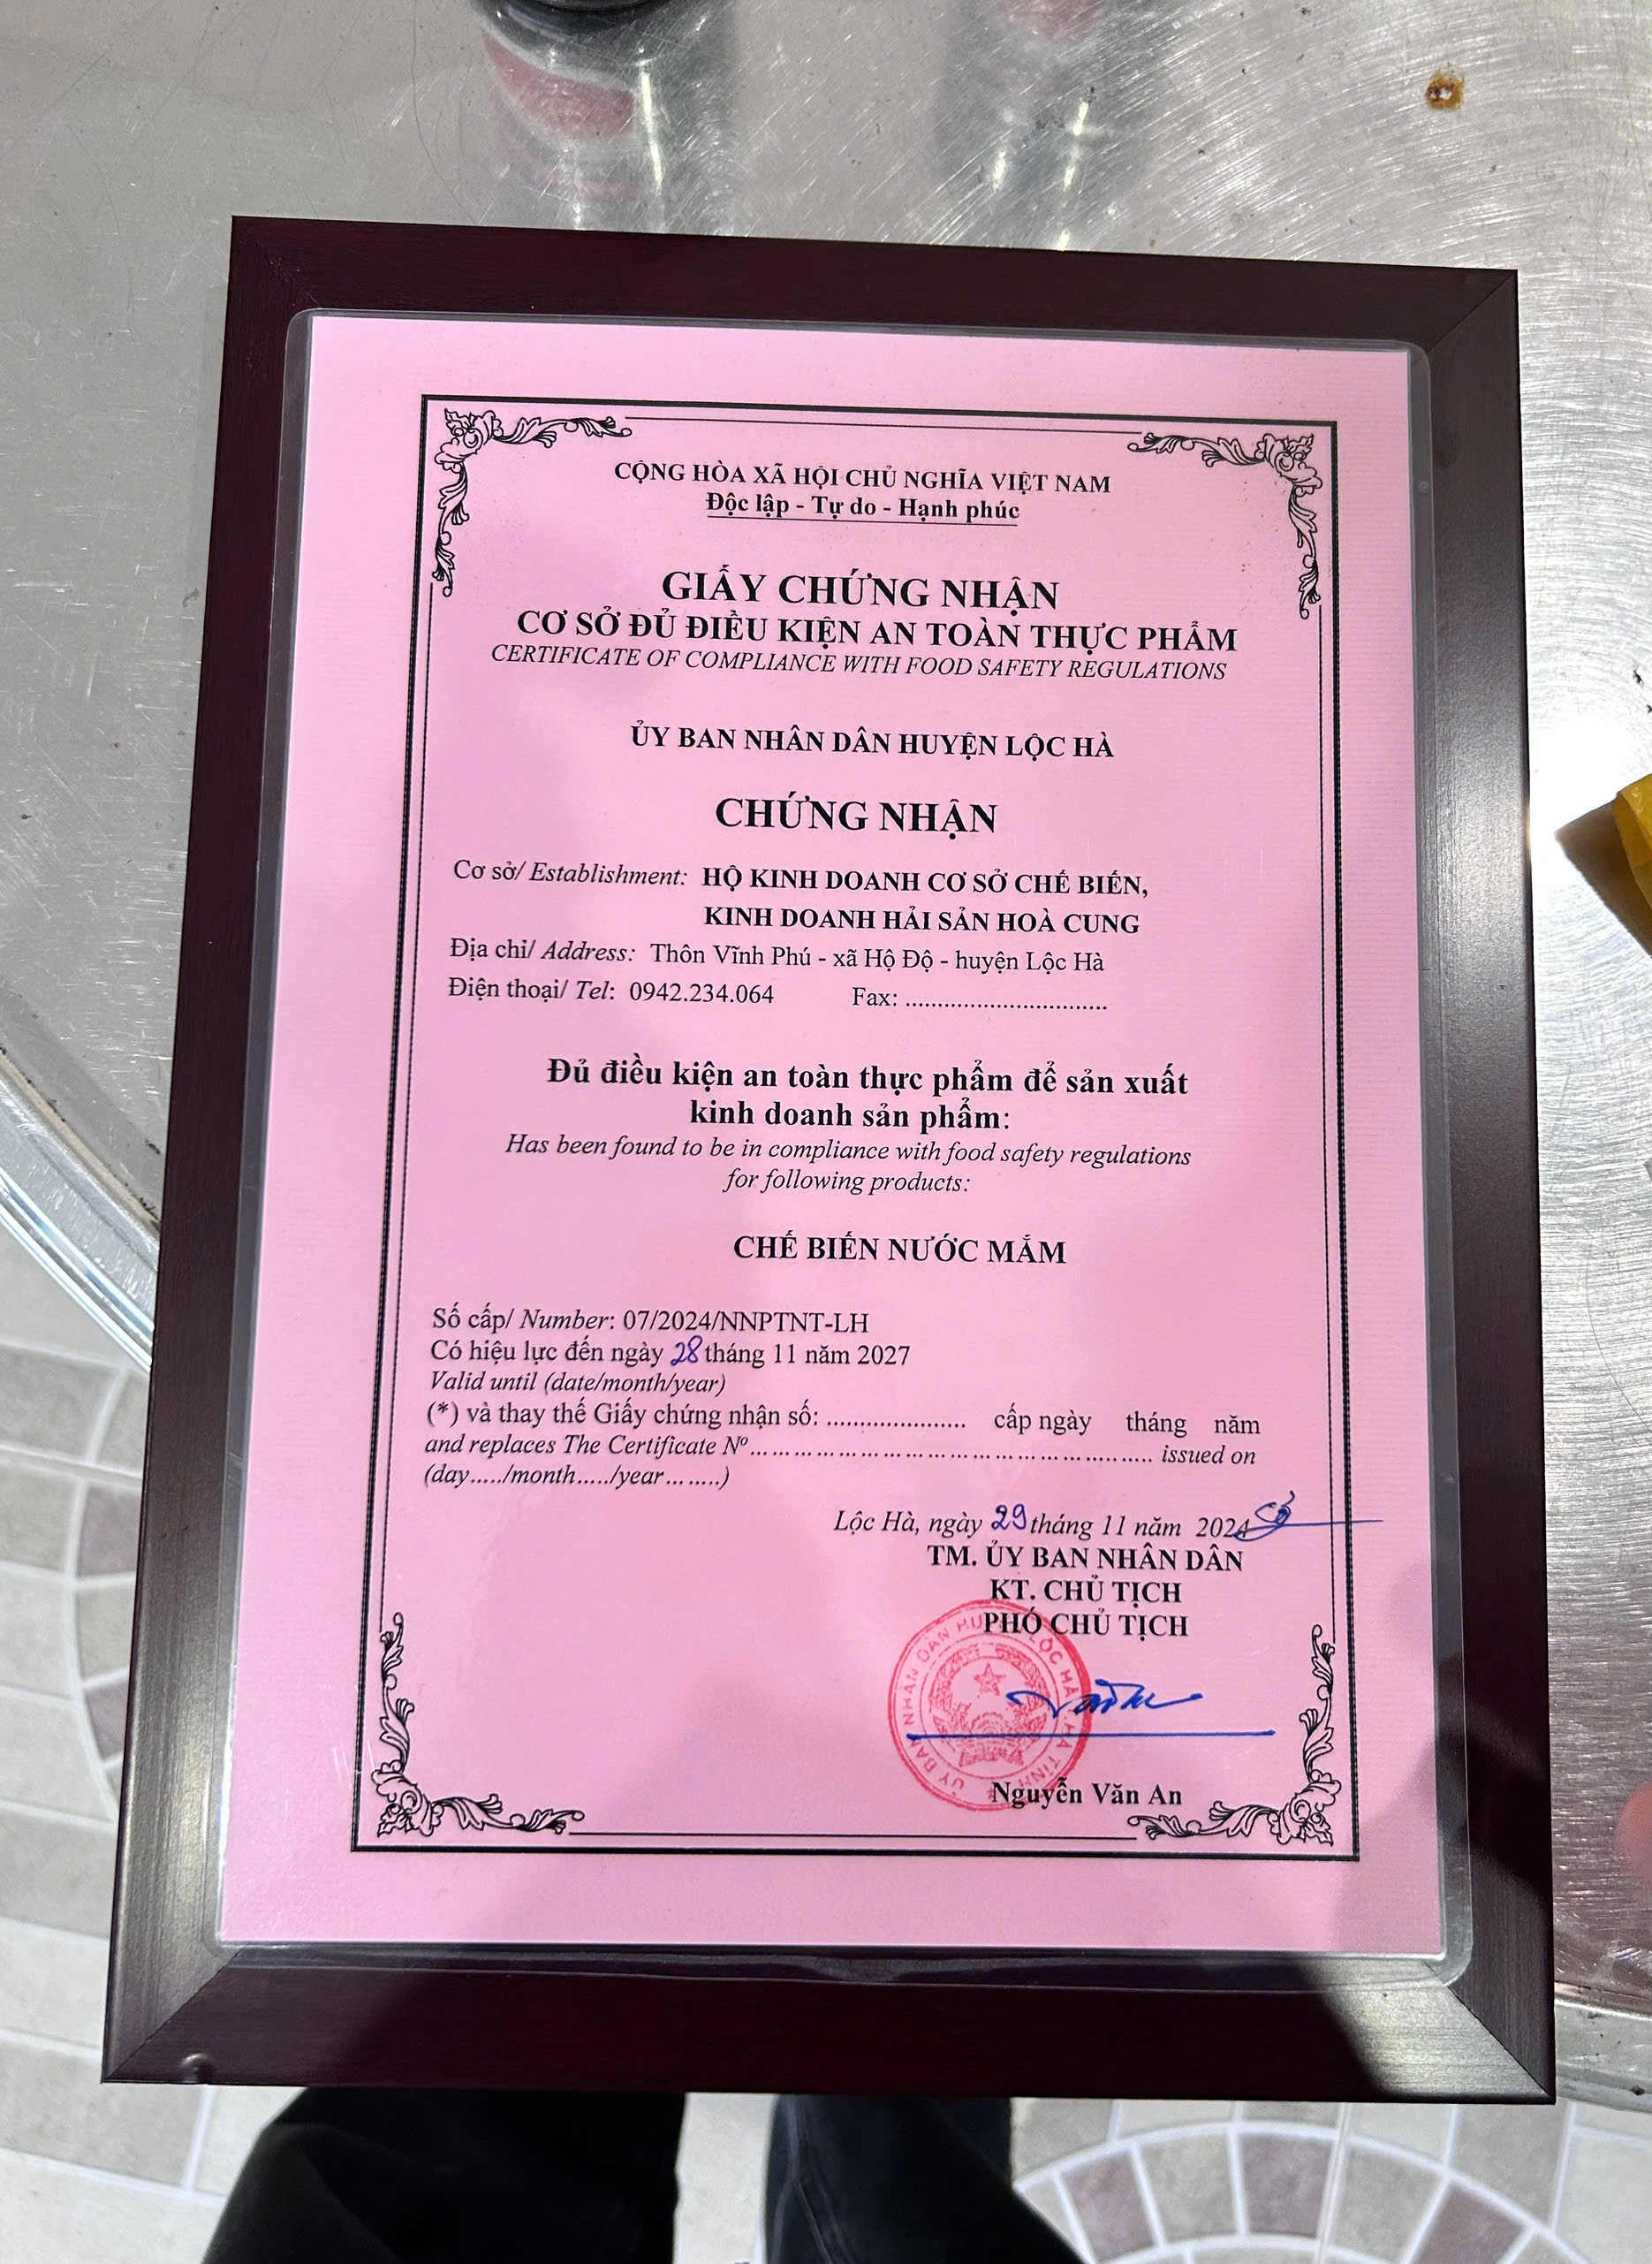 CỘNG HÒA XÃ HỘI CHỦ NGHĨA VIỆT NAM
Độc lập - Tự do - Hạnh phúc
GIẤY CHỨNG NHẬN
CƠ SỞ ĐỦ ĐIỀU KIỆN AN TOÀN THỰC PHẨM
CERTIFICATE OF COMPLIANCE WITH FOOD SAFETY REGULATIONS
ỦY BAN NHÂN DÂN HUYỆN LỘC HÀ
CHỨNG NHẬN
Cơ sở/ Establishment: HỘ KINH DOANH CƠ SỞ CHẾ BIẾN,
KINH DOANH HẢI SẢN HOÀ CUNG
Địa chỉ/ Address: Thôn Vĩnh Phú - xã Hộ Độ - huyện Lộc Hà
Điện thoại/ Tel: 0942.234.064 Fax: ................................
Đủ điều kiện an toàn thực phẩm để sản xuất
kinh doanh sản phẩm:
Has been found to be in compliance with food safety regulations
for following products:
CHẾ BIẾN NƯỚC MẮM
Số cấp/ Number: 07/2024/NNPTNT-LH
Có hiệu lực đến ngày 28 tháng 11 năm 2027
Valid until (date/month/year)
(*) và thay thế Giấy chứng nhận số: ...................... cấp ngày tháng năm
and replaces The Certificate Nº........................................................ issued on
(day...../month...../year........)
Lộc Hà, ngày 29 tháng 11 năm 2024
TM. ỦY BAN NHÂN DÂN
KT. CHỦ TỊCH
PHÓ CHỦ TỊCH
ỦY BAN NHÂN DÂN HUYỆN LỘC HÀ T. HÀ TĨNH
Nguyễn Văn An